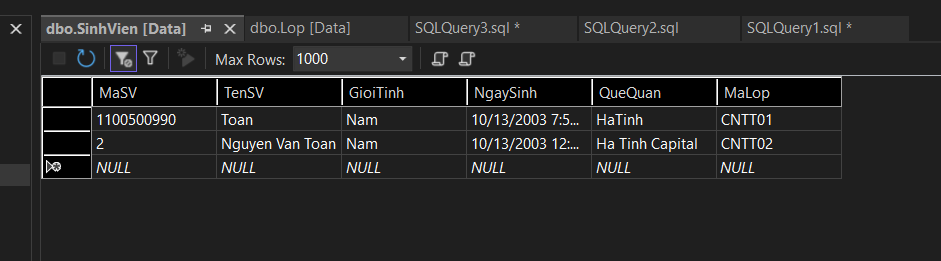 dbo.SinhVien [Data] dbo.Lop [Data] SQLQuery3.sql * SQLQuery2.sql SQLQuery1.sql *
Max Rows: 1000
MaSV TenSV GioiTinh NgaySinh QueQuan MaLop
1100500990 Toan Nam 10/13/2003 7:5... HaTinh CNTT01
2 Nguyen Van Toan Nam 10/13/2003 12:... Ha Tinh Capital CNTT02
NULL NULL NULL NULL NULL NULL